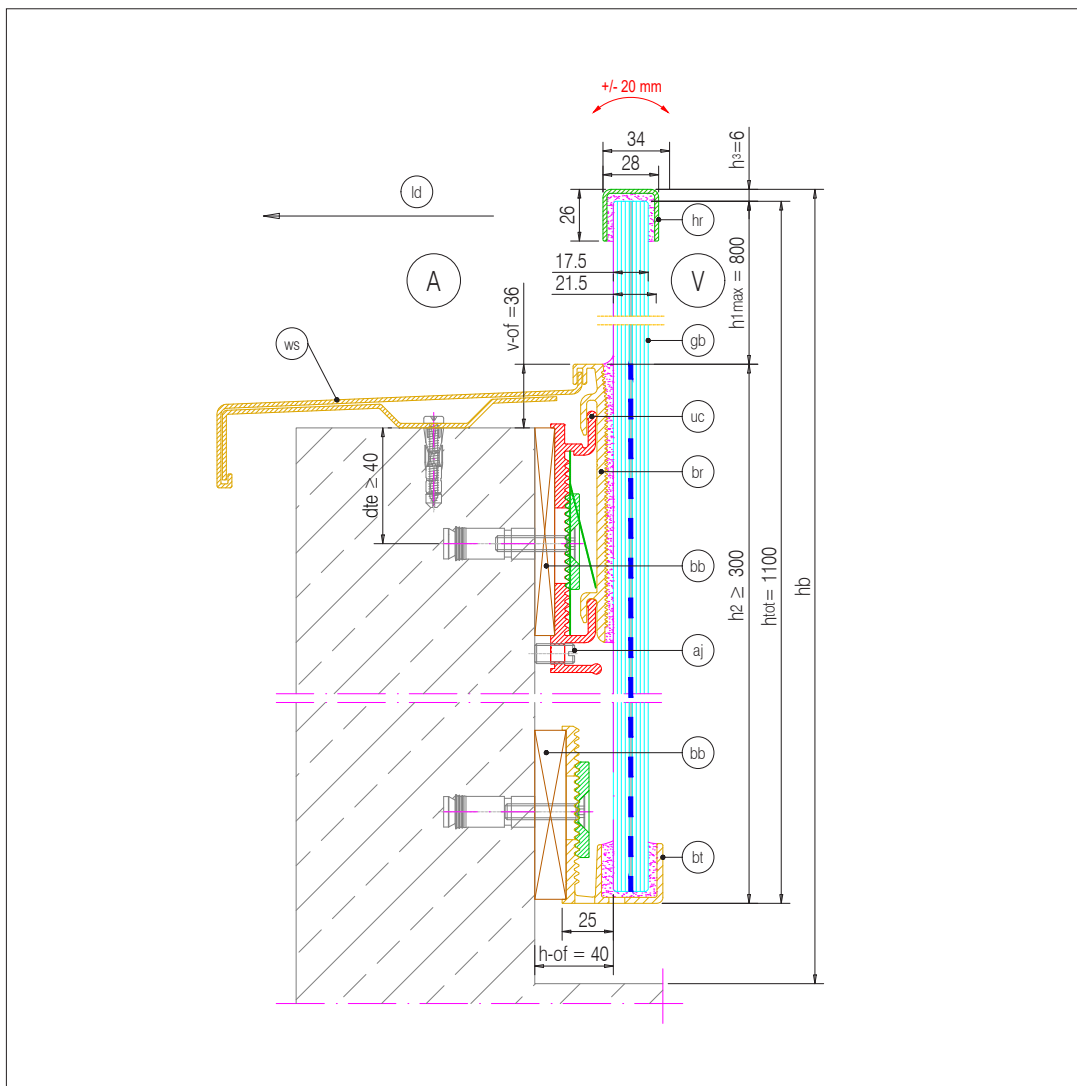 +/- 20 mm
34
28
h3=6
ld
26
hr
17.5
A
V
21.5
h1max = 800
v-of =36
ws
gb
uc
dte ≥ 40
br
bb
h2 ≥ 300
htot= 1100
hb
aj
bb
bt
25
h-of = 40